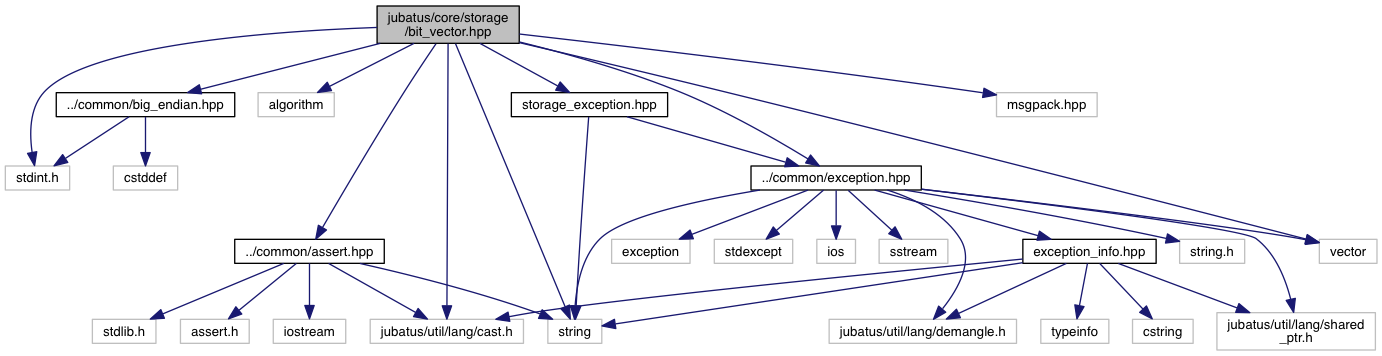 jubatus/core/storage
/bit_vector.hpp
../common/big_endian.hpp
algorithm
storage_exception.hpp
msgpack.hpp
stdint.h
cstddef
../common/exception.hpp
../common/assert.hpp
exception
stdexcept
ios
sstream
exception_info.hpp
string.h
vector
stdlib.h
assert.h
iostream
jubatus/util/lang/cast.h
string
jubatus/util/lang/demangle.h
typeinfo
cstring
jubatus/util/lang/shared
_ptr.h